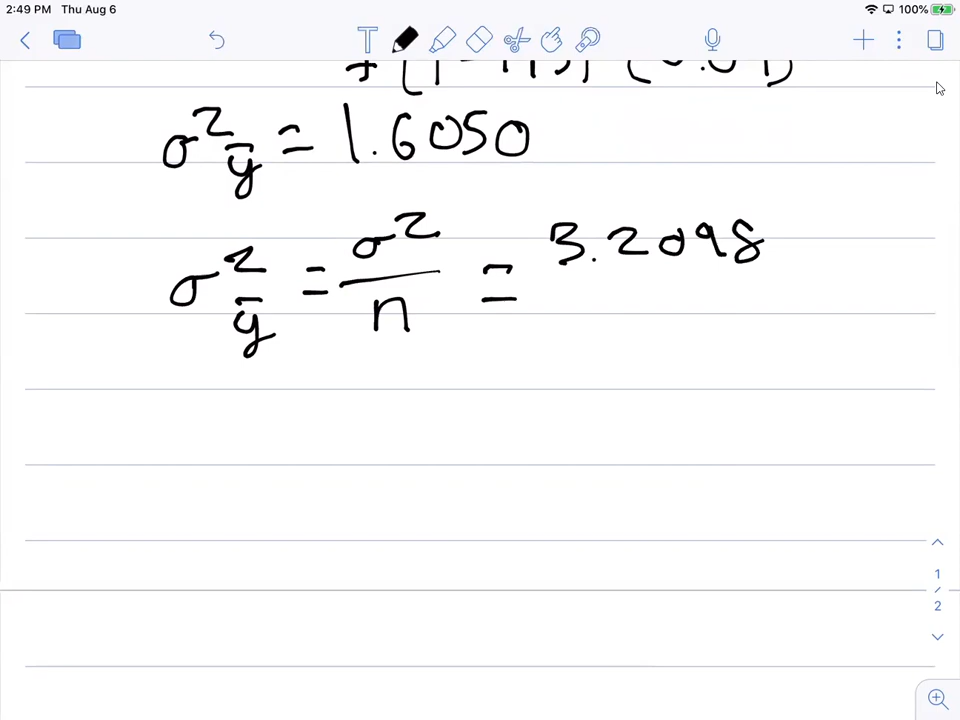 2:49 PM Thu Aug 6 100%
σ²ȳ = 1.6050
σ²ȳ = σ²/n = 3.2098
1
/
2